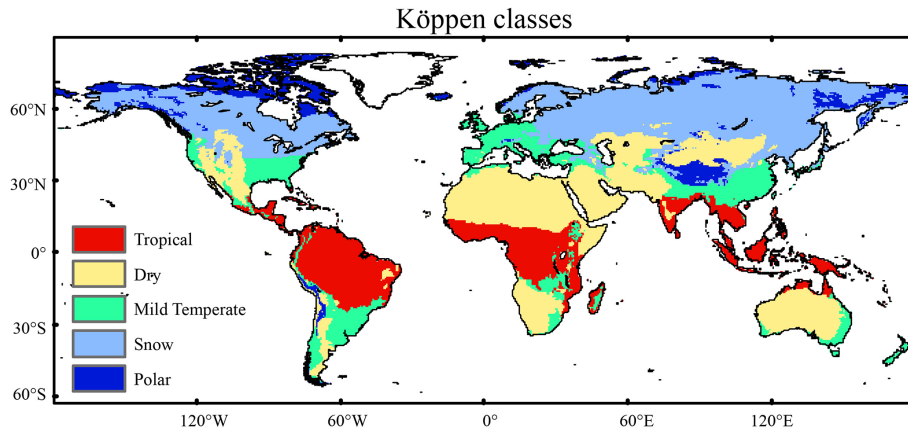 Köppen classes
60°N
30°N
0°
30°S
60°S
Tropical
Dry
Mild Temperate
Snow
Polar
120°W
60°W
0°
60°E
120°E